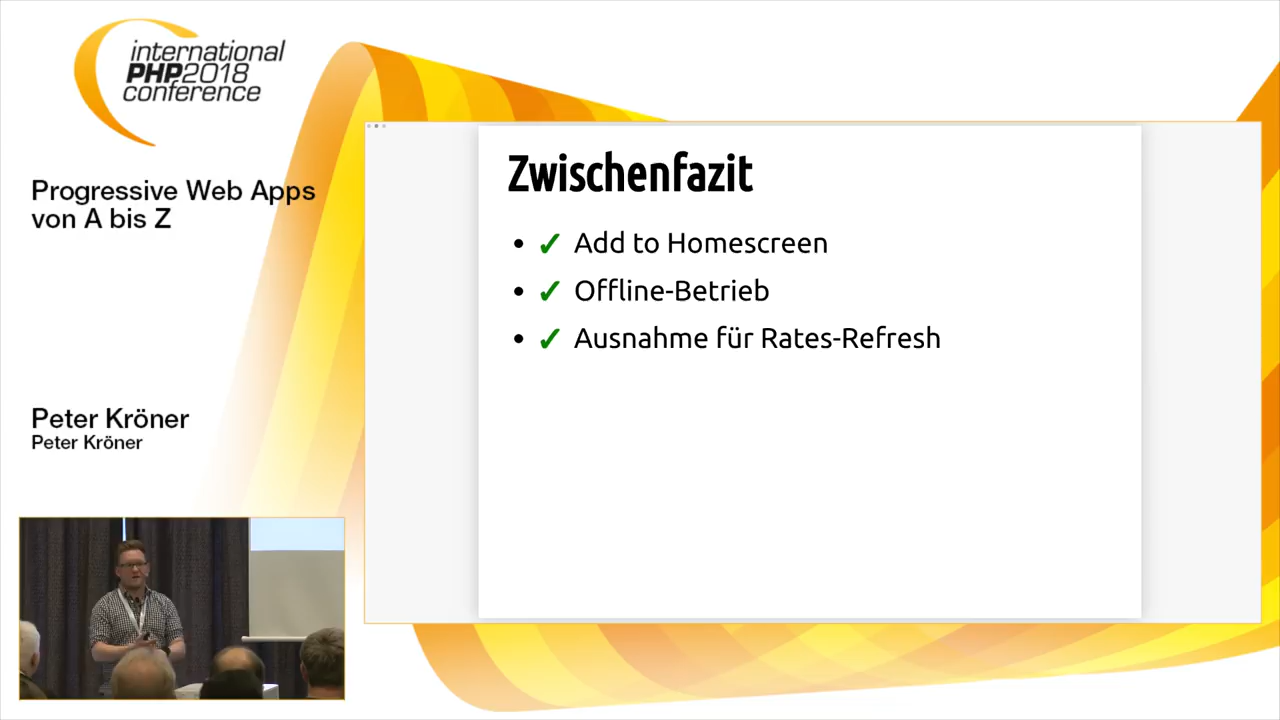 international
PHP2018
conference
Progressive Web Apps
von A bis Z
Peter Kröner
Peter Kröner
Zwischenfazit
• ✓ Add to Homescreen
• ✓ Offline-Betrieb
• ✓ Ausnahme für Rates-Refresh